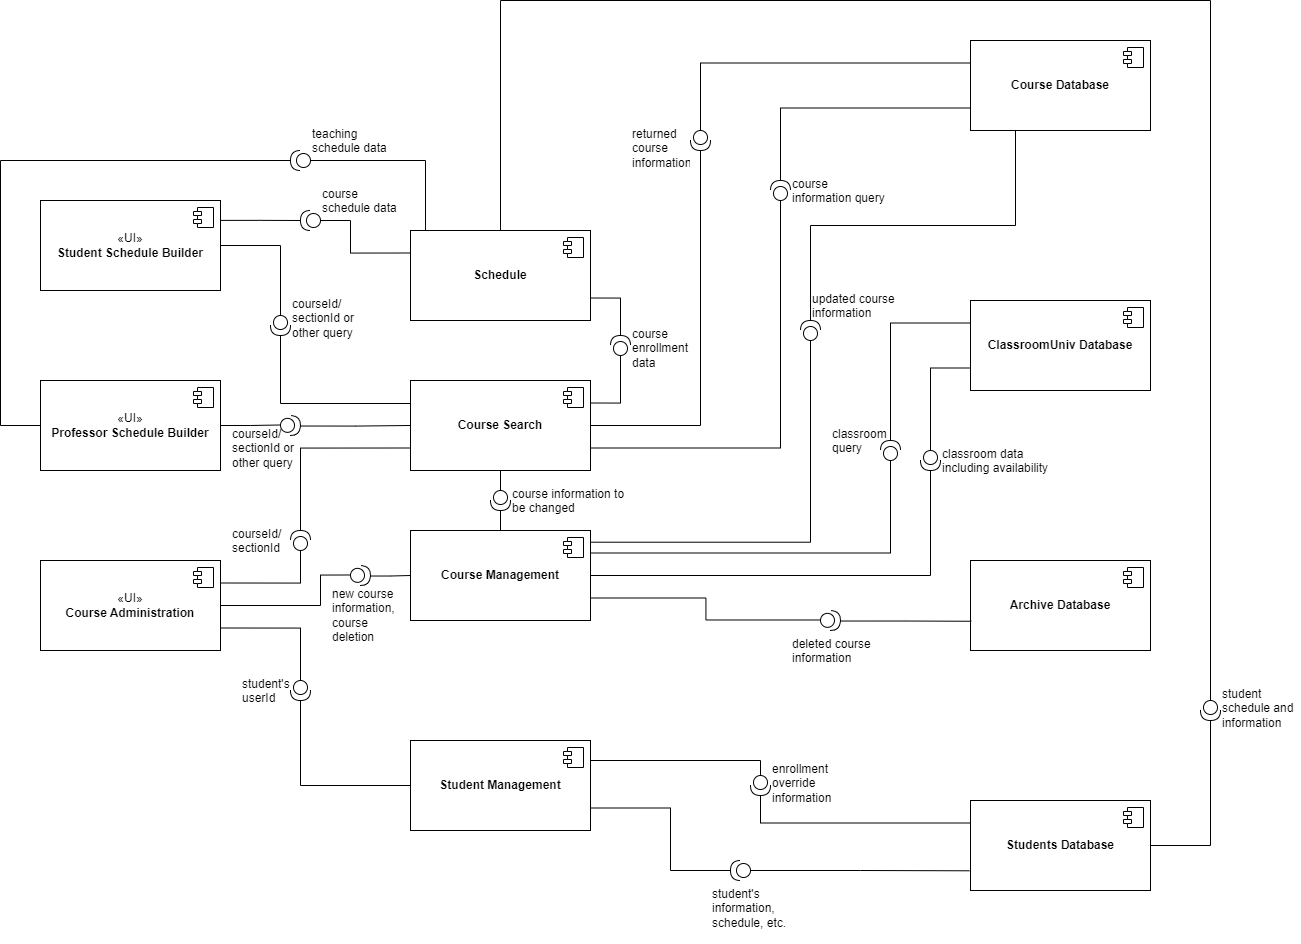 Course Database
teaching
schedule data
returned
course
information
course
information query
course
schedule data
«UI»
Student Schedule Builder
Schedule
courseId/
sectionId or
other query
updated course
information
course
enrollment
data
ClassroomUniv Database
«UI»
Professor Schedule Builder
Course Search
courseId/
sectionId or
other query
classroom
query
classroom data
including availability
course information to
be changed
courseId/
sectionId
«UI»
Course Administration
Course Management
new course
information,
course
deletion
Archive Database
deleted course
information
student's
userId
student
schedule and
information
Student Management
enrollment
override
information
Students Database
student's
information,
schedule, etc.